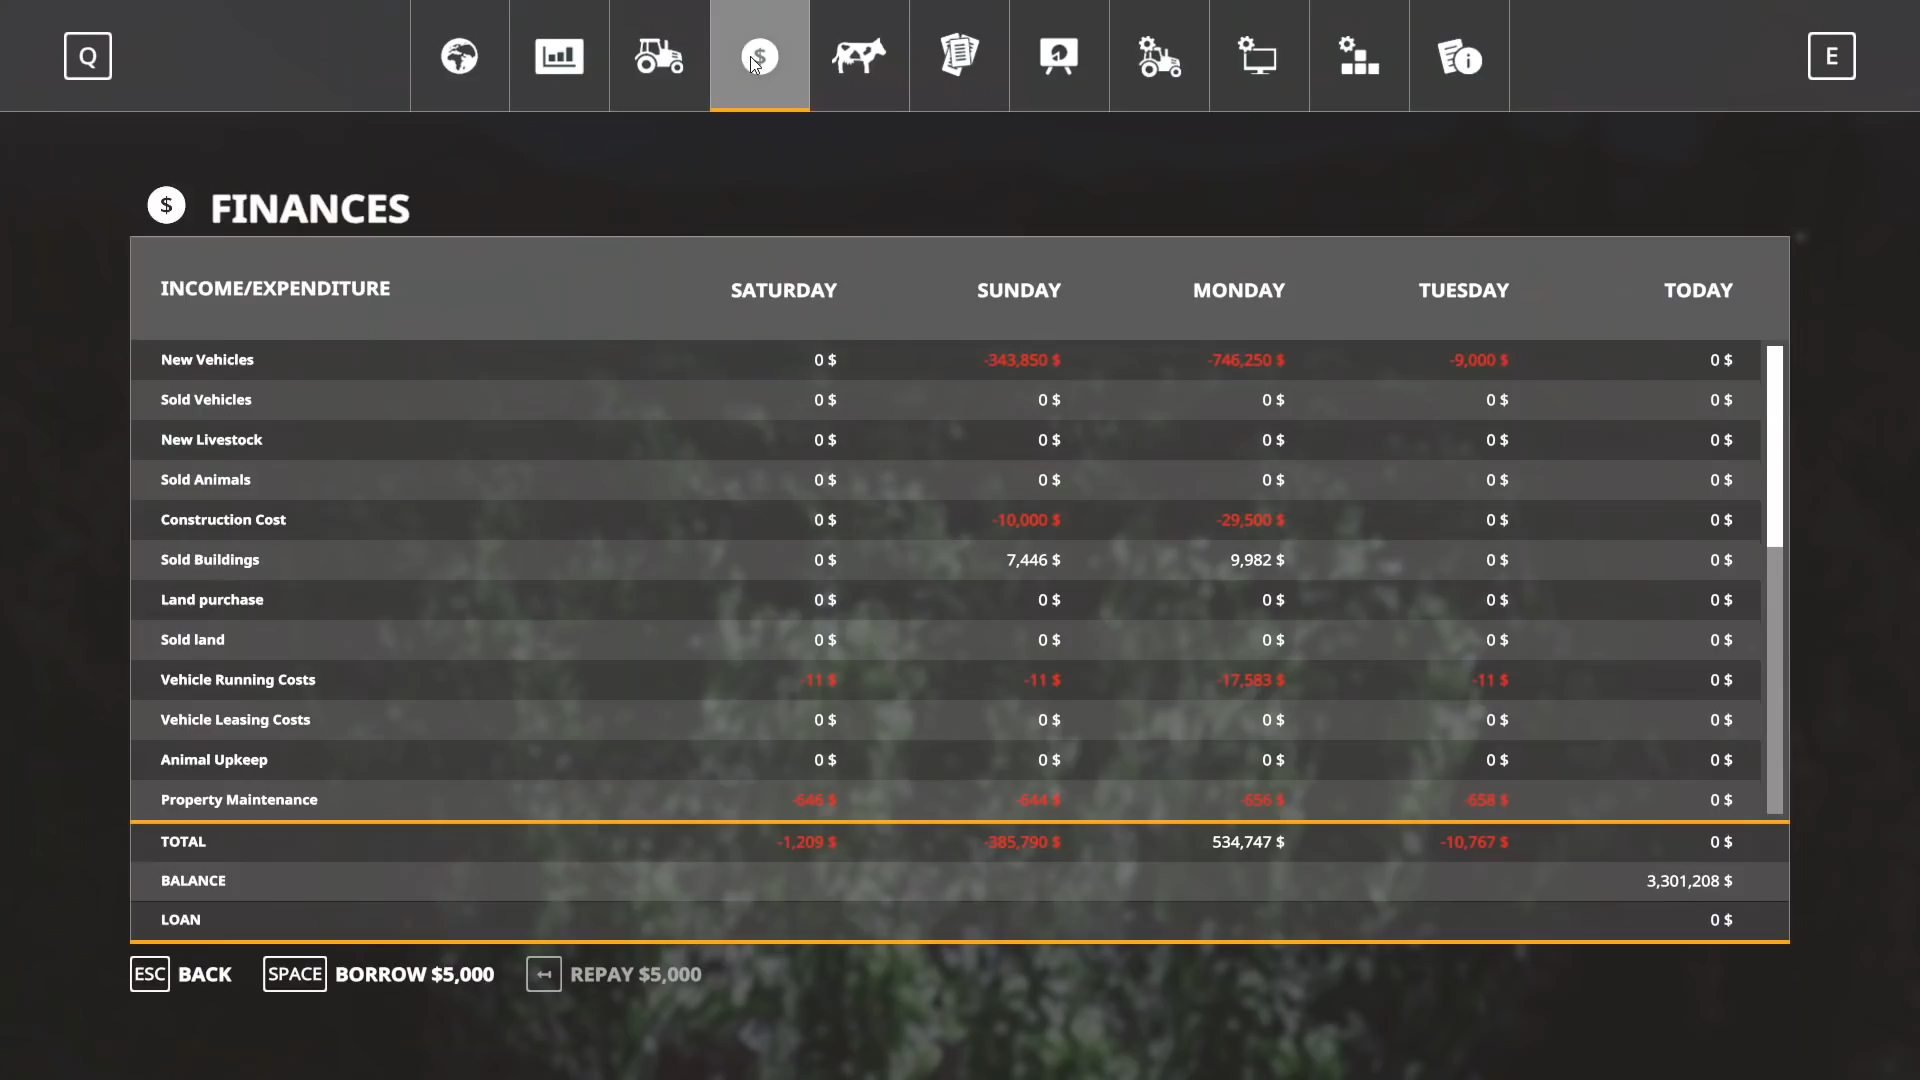 Q
E
$ FINANCES
INCOME/EXPENDITURE SATURDAY SUNDAY MONDAY TUESDAY TODAY
New Vehicles 0 $ -343,850 $ -746,250 $ -9,000 $ 0 $
Sold Vehicles 0 $ 0 $ 0 $ 0 $ 0 $
New Livestock 0 $ 0 $ 0 $ 0 $ 0 $
Sold Animals 0 $ 0 $ 0 $ 0 $ 0 $
Construction Cost 0 $ -10,000 $ -29,500 $ 0 $ 0 $
Sold Buildings 0 $ 7,446 $ 9,982 $ 0 $ 0 $
Land purchase 0 $ 0 $ 0 $ 0 $ 0 $
Sold land 0 $ 0 $ 0 $ 0 $ 0 $
Vehicle Running Costs -11 $ -11 $ -17,583 $ -11 $ 0 $
Vehicle Leasing Costs 0 $ 0 $ 0 $ 0 $ 0 $
Animal Upkeep 0 $ 0 $ 0 $ 0 $ 0 $
Property Maintenance -646 $ -644 $ -656 $ -658 $ 0 $
TOTAL -1,209 $ -385,790 $ 534,747 $ -10,767 $ 0 $
BALANCE 3,301,208 $
LOAN 0 $
ESC BACK SPACE BORROW $5,000 REPAY $5,000